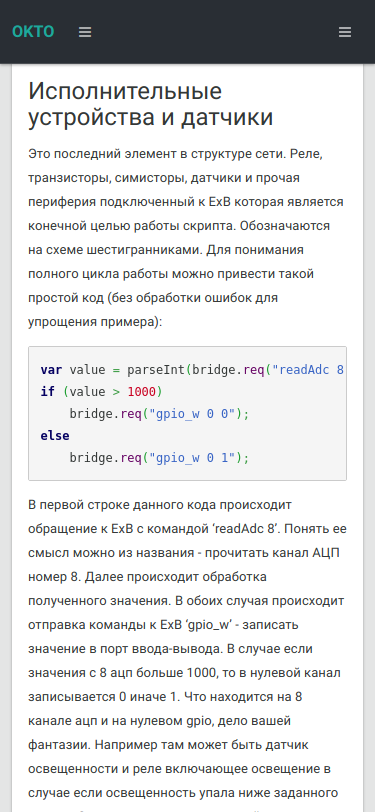 OKTO
Исполнительные
устройства и датчики
Это последний элемент в структуре сети. Реле,
транзисторы, симисторы, датчики и прочая
периферия подключенный к ExB которая является
конечной целью работы скрипта. Обозначаются
на схеме шестигранниками. Для понимания
полного цикла работы можно привести такой
простой код (без обработки ошибок для
упрощения примера):
var value = parseInt(bridge.req("readAdc 8
if (value > 1000)
    bridge.req("gpio_w 0 0");
else
    bridge.req("gpio_w 0 1");
В первой строке данного кода происходит
обращение к ExB с командой ‘readAdc 8’. Понять ее
смысл можно из названия - прочитать канал АЦП
номер 8. Далее происходит обработка
полученного значения. В обоих случая происходит
отправка команды к ExB ‘gpio_w’ - записать
значение в порт ввода-вывода. В случае если
значения с 8 ацп больше 1000, то в нулевой канал
записывается 0 иначе 1. Что находится на 8
канале ацп и на нулевом gpio, дело вашей
фантазии. Например там может быть датчик
освещенности и реле включающее освещение в
случае если освещенность упала ниже заданного